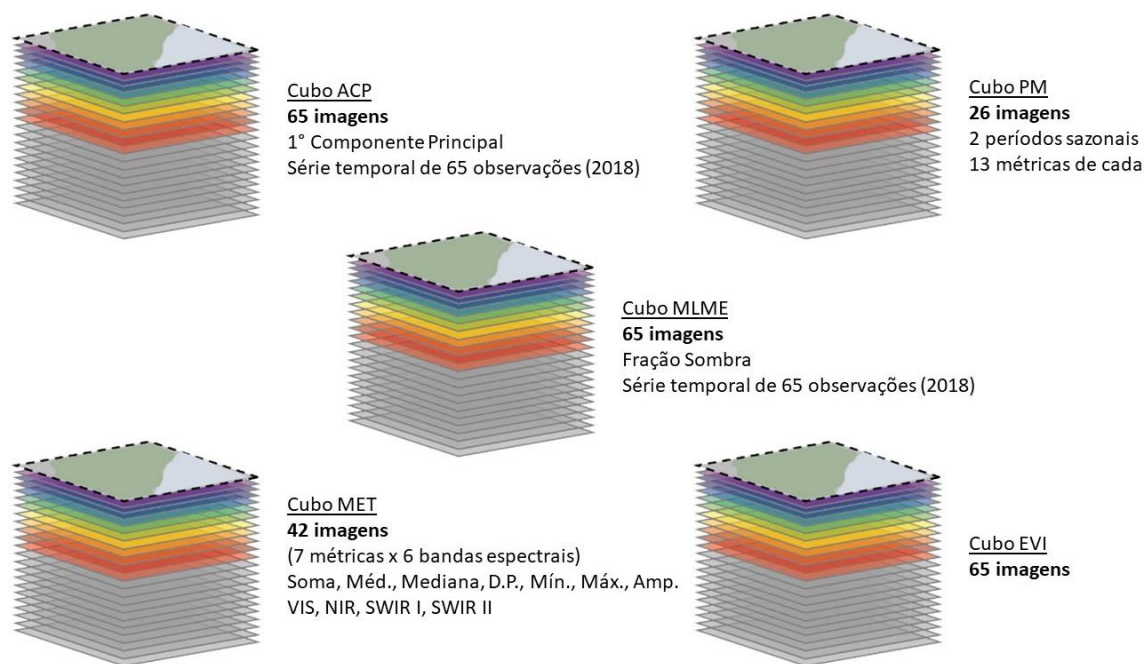 Cubo ACP
65 imagens
1° Componente Principal
Série temporal de 65 observações (2018)
Cubo PM
26 imagens
2 períodos sazonais
13 métricas de cada
Cubo MLME
65 imagens
Fração Sombra
Série temporal de 65 observações (2018)
Cubo MET
42 imagens
(7 métricas x 6 bandas espectrais)
Soma, Méd., Mediana, D.P., Mín., Máx., Amp.
VIS, NIR, SWIR I, SWIR II
Cubo EVI
65 imagens